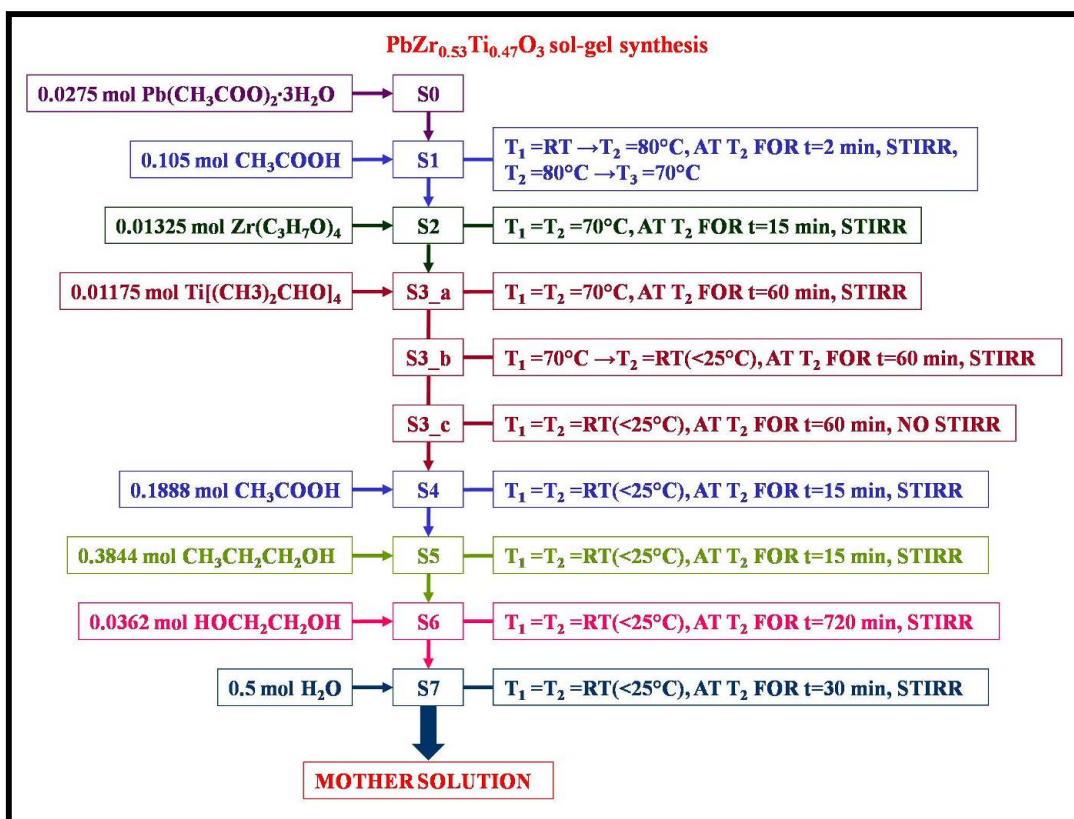 PbZr₀.₅₃Ti₀.₄₇O₃ sol-gel synthesis
0.0275 mol Pb(CH₃COO)₂·3H₂O
S0
0.105 mol CH₃COOH
S1
T₁ =RT →T₂ =80°C, AT T₂ FOR t=2 min, STIRR,
T₂ =80°C →T₃ =70°C
0.01325 mol Zr(C₃H₇O)₄
S2
T₁ =T₂ =70°C, AT T₂ FOR t=15 min, STIRR
0.01175 mol Ti[(CH3)₂CHO]₄
S3_a
T₁ =T₂ =70°C, AT T₂ FOR t=60 min, STIRR
S3_b
T₁ =70°C →T₂ =RT(<25°C), AT T₂ FOR t=60 min, STIRR
S3_c
T₁ =T₂ =RT(<25°C), AT T₂ FOR t=60 min, NO STIRR
0.1888 mol CH₃COOH
S4
T₁ =T₂ =RT(<25°C), AT T₂ FOR t=15 min, STIRR
0.3844 mol CH₃CH₂CH₂OH
S5
T₁ =T₂ =RT(<25°C), AT T₂ FOR t=15 min, STIRR
0.0362 mol HOCH₂CH₂OH
S6
T₁ =T₂ =RT(<25°C), AT T₂ FOR t=720 min, STIRR
0.5 mol H₂O
S7
T₁ =T₂ =RT(<25°C), AT T₂ FOR t=30 min, STIRR
MOTHER SOLUTION